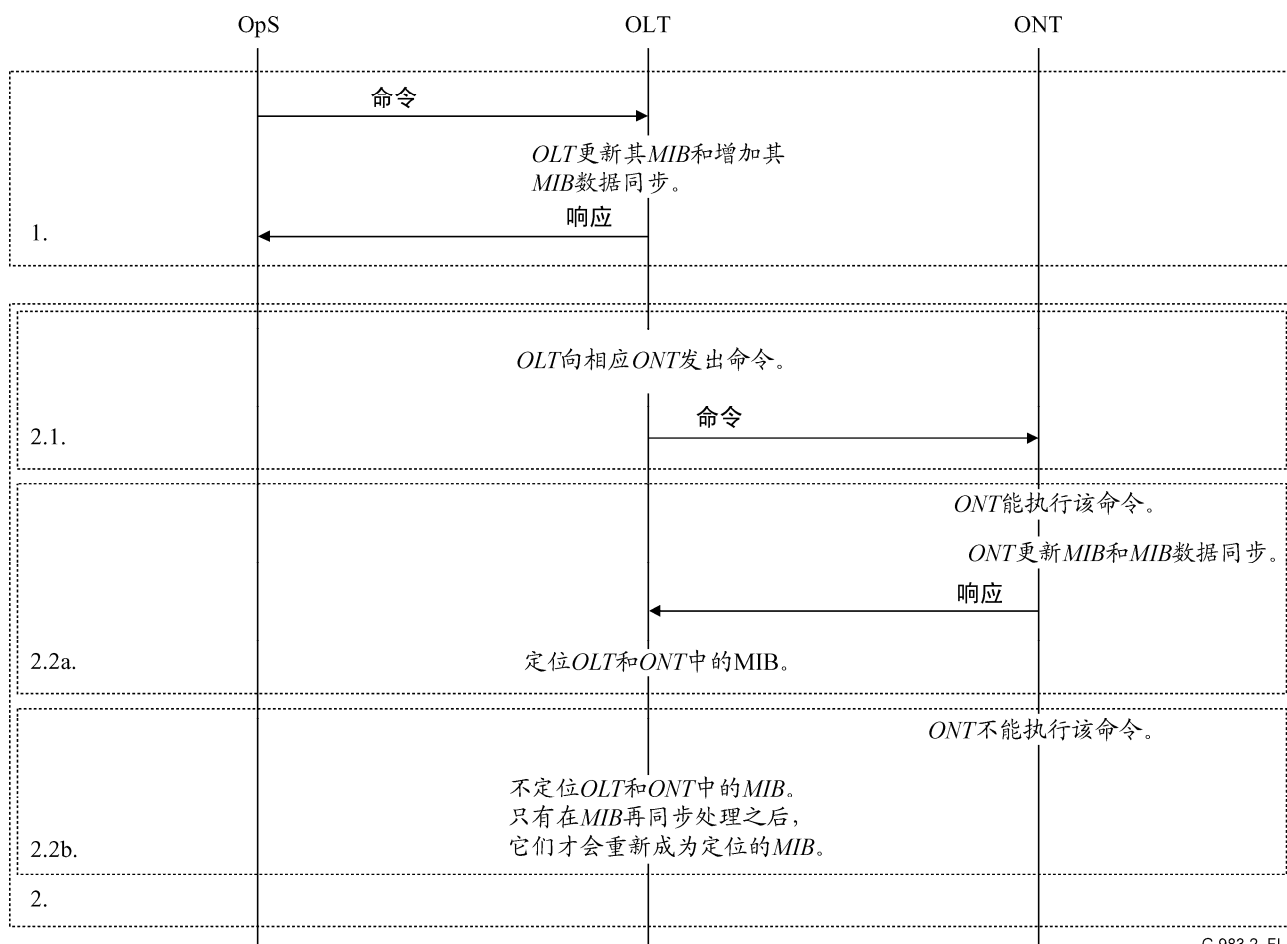 OpS
OLT
ONT
命令
OLT更新其MIB和增加其
MIB数据同步。
响应
1.
OLT向相应ONT发出命令。
命令
2.1.
ONT能执行该命令。
ONT更新MIB和MIB数据同步。
响应
2.2a.
定位OLT和ONT中的MIB。
ONT不能执行该命令。
不定位OLT和ONT中的MIB。
只有在MIB再同步处理之后，
它们才会重新成为定位的MIB。
2.2b.
2.